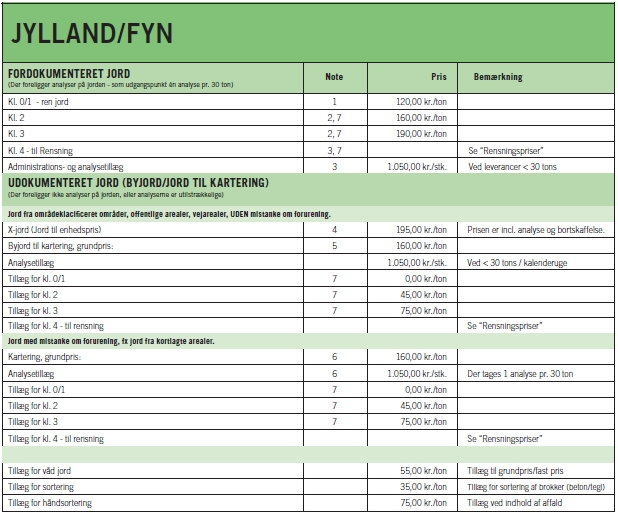 JYLLAND/FYN
FORDOKUMENTERET JORD Note Pris Bemærkning
(Der foreligger analyser på jorden - som udgangspunkt én analyse pr. 30 ton)
Kl. 0/1 - ren jord 1 120,00 kr./ton
Kl. 2 2, 7 160,00 kr./ton
Kl. 3 2, 7 190,00 kr./ton
Kl. 4 - til Rensning 3, 7 Se "Rensningspriser"
Administrations- og analysetillæg 3 1.050,00 kr./stk. Ved leverancer < 30 tons
UDOKUMENTERET JORD (BYJORD/JORD TIL KARTERING)
(Der foreligger ikke analyser på jorden, eller analyserne er utilstrækkelige)
Jord fra områdeklacificeret områder, offentlige arealer, vejarealer, UDEN mistanke om forurening.
X-jord (Jord til enhedspris) 4 195,00 kr./ton Prisen er incl. analyse og bortskaffelse.
Byjord til kartering, grundpris: 5 160,00 kr./ton
Analysetillæg 1.050,00 kr./stk. Ved < 30 tons / kalenderuge
Tillæg for kl. 0/1 7 0,00 kr./ton
Tillæg for kl. 2 7 45,00 kr./ton
Tillæg for kl. 3 7 75,00 kr./ton
Tillæg for kl. 4 - til rensning Se "Rensningspriser"
Jord med mistanke om forurening, fx jord fra kortlagte arealer.
Kartering, grundpris: 6 160,00 kr./ton
Analysetillæg 6 1.050,00 kr./stk. Der tages 1 analyse pr. 30 ton
Tillæg for kl. 0/1 7 0,00 kr./ton
Tillæg for kl. 2 7 45,00 kr./ton
Tillæg for kl. 3 7 75,00 kr./ton
Tillæg for kl. 4 - til rensning Se "Rensningspriser"
Tillæg for våd jord 55,00 kr./ton Tillæg til grundpris/fast pris
Tillæg for sortering 35,00 kr./ton Tillæg for sortering af brokker (beton/tegl)
Tillæg for håndsortering 75,00 kr./ton Tillæg ved indhold af affald